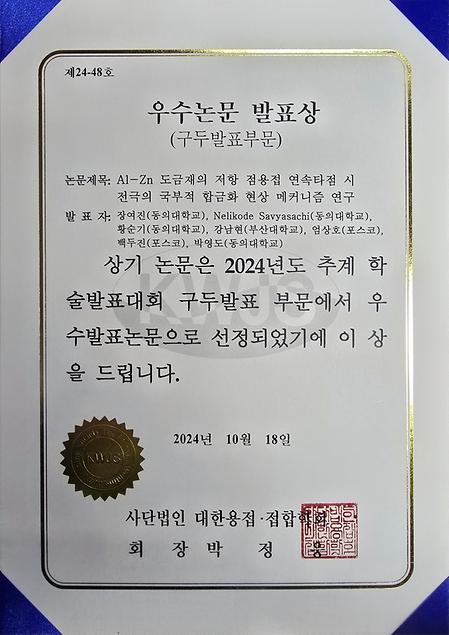 제24-48호
우수논문 발표상
(구두발표부문)
논문제목: Al-Zn 도금재의 저항 점용접 연속타점 시
전극의 국부적 합금화 현상 메커니즘 연구
발 표 자: 장여진(동의대학교), Nelikode Savyasachi(동의대학교),
황순기(동의대학교), 강남현(부산대학교), 엄상호(포스코),
백두진(포스코), 박영도(동의대학교)
상기 논문은 2024년도 추계 학
술발표대회 구두발표 부문에서 우
수발표논문으로 선정되었기에 이 상
을 드립니다.
KWJS
2024년 10월 18일
KWJS
사단법인 대한용접·접합학회
회 장 박 정 웅